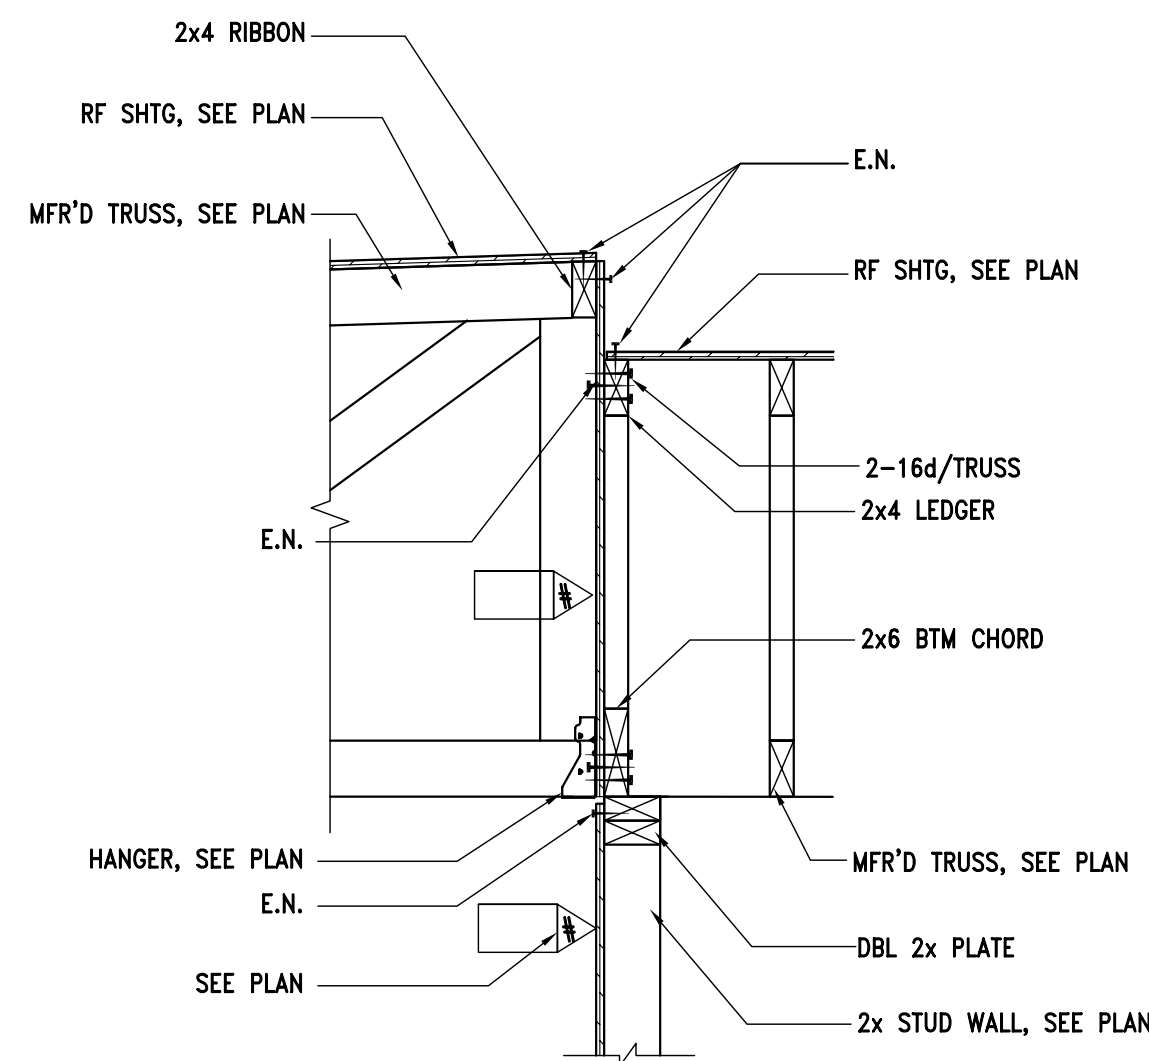 2x4 RIBBON
RF SHTG, SEE PLAN
MFR'D TRUSS, SEE PLAN
E.N.
RF SHTG, SEE PLAN
2-16d/TRUSS
2x4 LEDGER
E.N.
2x6 BTM CHORD
HANGER, SEE PLAN
MFR'D TRUSS, SEE PLAN
E.N.
DBL 2x PLATE
SEE PLAN
2x STUD WALL, SEE PLAN